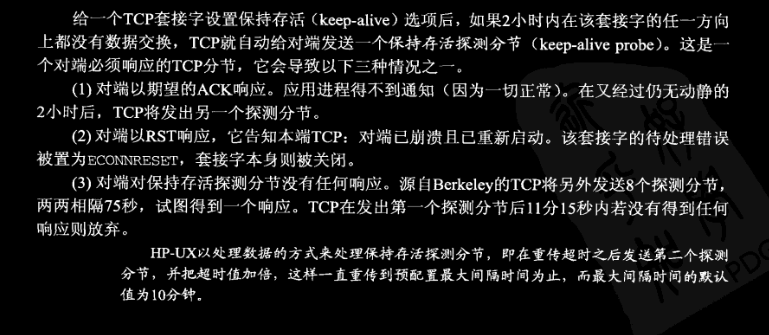 给一个TCP套接字设置保持存活（keep-alive）选项后，如果2小时内在该套接字的任一方向
上都没有数据交换，TCP就自动给对端发送一个保持存活探测分节（keep-alive probe）。这是一
个对端必须响应的TCP分节，它会导致以下三种情况之一。
(1) 对端以期望的ACK响应。应用进程得不到通知（因为一切正常）。在又经过仍无动静的
2小时后，TCP将发出另一个探测分节。
(2) 对端以RST响应，它告知本端TCP：对端已崩溃且已重新启动。该套接字的待处理错误
被置为ECONNRESET，套接字本身则被关闭。
(3) 对端对保持存活探测分节没有任何响应。源自Berkeley的TCP将另外发送8个探测分节，
两两相隔75秒，试图得到一个响应。TCP在发出第一个探测分节后11分15秒内若没有得到任何
响应则放弃。
HP-UX以处理数据的方式来处理保持存活探测分节，即在重传超时之后发送第二个探测
分节，并把超时值加倍，这样一直重传到预配置最大间隔时间为止，而最大间隔时间的默认
值为10分钟。
PDG